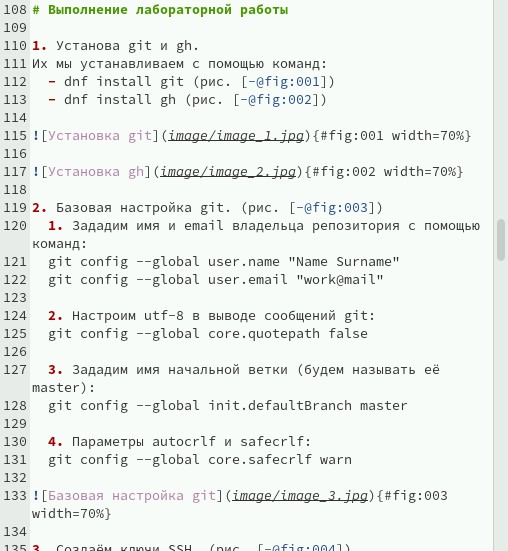 108 # Выполнение лабораторной работы
109
110 1. Установа git и gh.
111 Их мы устанавливаем с помощью команд:
112   - dnf install git (рис. [-@fig:001])
113   - dnf install gh (рис. [-@fig:002])
114
115 ![Установка git](image/image_1.jpg){#fig:001 width=70%}
116
117 ![Установка gh](image/image_2.jpg){#fig:002 width=70%}
118
119 2. Базовая настройка git. (рис. [-@fig:003])
120   1. Зададим имя и email владельца репозитория с помощью
команд:
121   git config --global user.name "Name Surname"
122   git config --global user.email "work@mail"
123
124   2. Настроим utf-8 в выводе сообщений git:
125   git config --global core.quotepath false
126
127   3. Зададим имя начальной ветки (будем называть её
master):
128   git config --global init.defaultBranch master
129
130   4. Параметры autocrlf и safecrlf:
131   git config --global core.safecrlf warn
132
133 ![Базовая настройка git](image/image_3.jpg){#fig:003
width=70%}
134
135 3. Создаём ключи SSH. (рис. [-@fig:004])